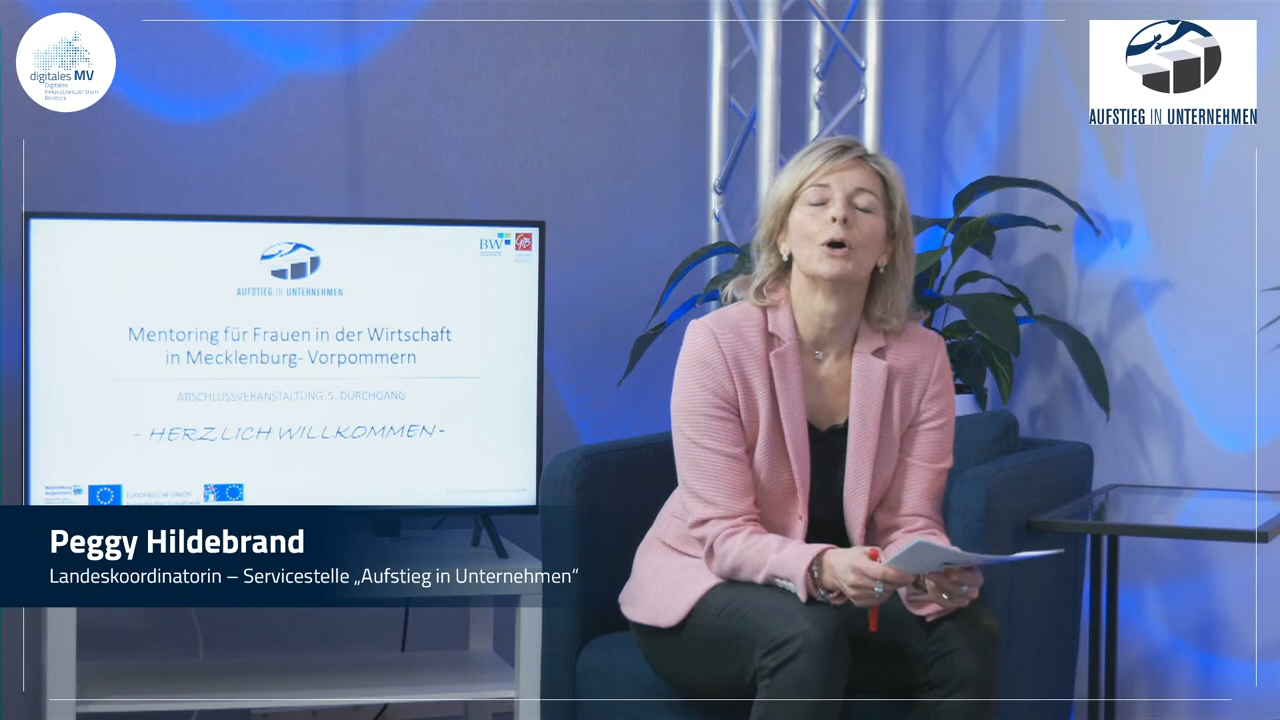 digitales MV
Digitales
Innovationszentrum
Rostock
AUFSTIEG IN UNTERNEHMEN
BW
AUFSTIEG IN UNTERNEHMEN
Mentoring für Frauen in der Wirtschaft
in Mecklenburg- Vorpommern
ABSCHLUSSVERANSTALTUNG 5. DURCHGANG
- HERZLICH WILLKOMMEN -
EUROPÄISCHE UNION
Peggy Hildebrand
Landeskoordinatorin – Servicestelle „Aufstieg in Unternehmen“